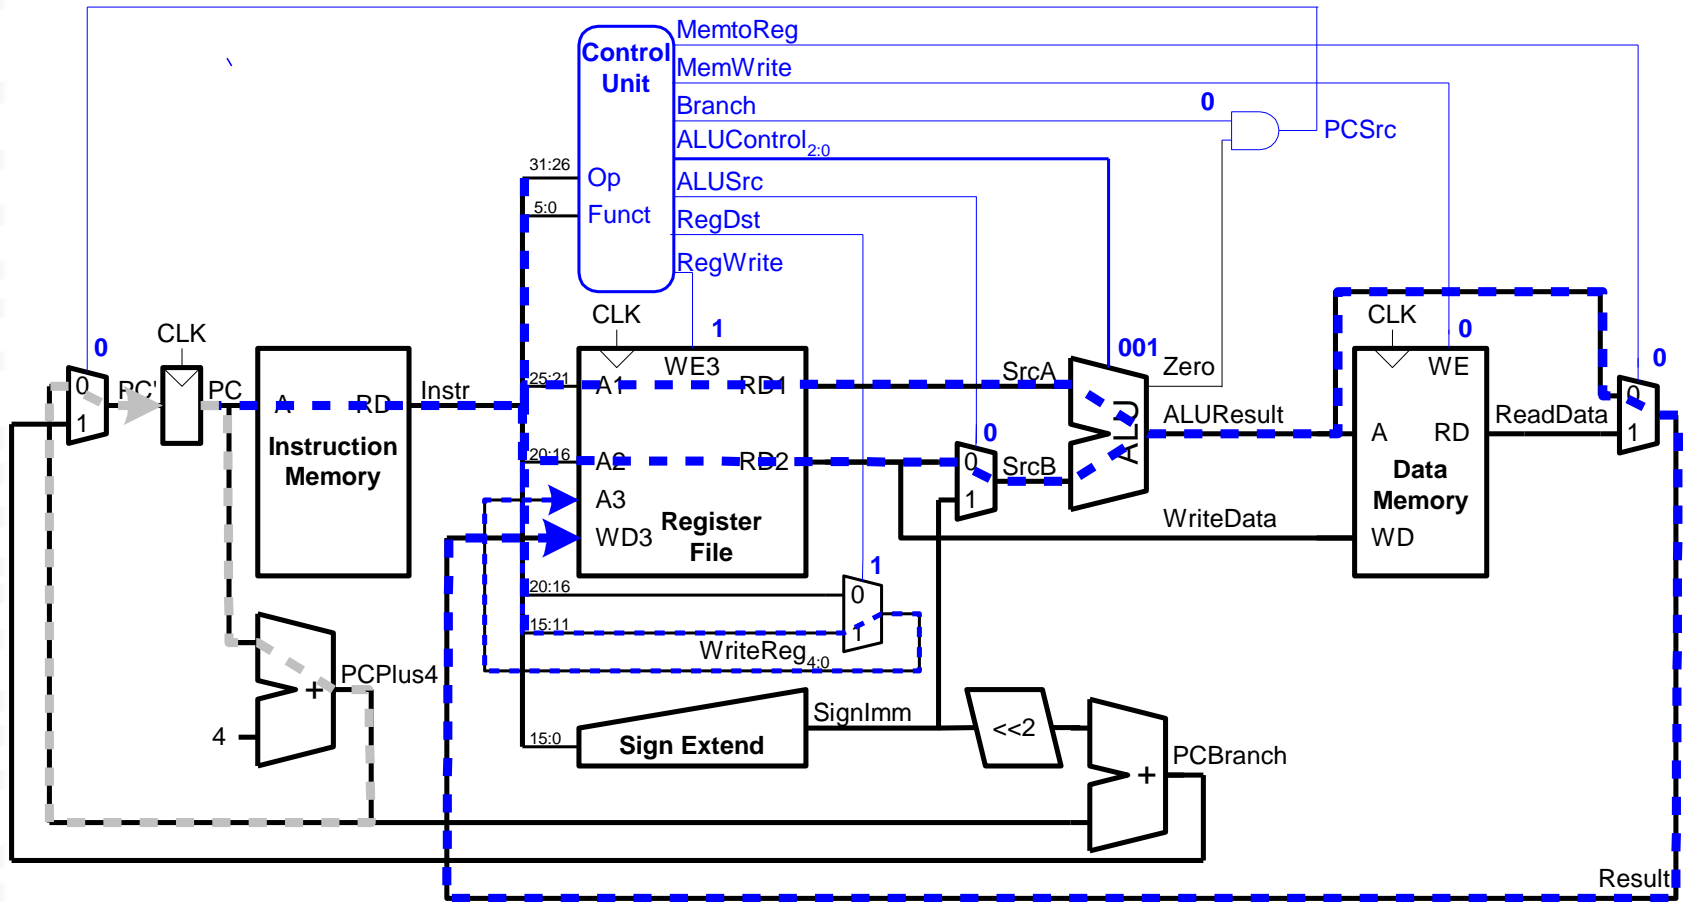 MemtoReg
Control
Unit
MemWrite
Branch
0
PCSrc
ALUControl2:0
31:26
Op
ALUSrc
5:0
Funct
RegDst
RegWrite
CLK
CLK
CLK
0
1
001
0
0
0
PC'
PC
Instr
25:21
A1
WE3
RD1
SrcA
Zero
WE
0
1
A
RD
Instruction
Memory
ALU
ALUResult
A
RD
ReadData
1
0
20:16
A2
RD2
0
SrcB
1
Data
Memory
A3
Register
File
WD3
WriteData
WD
1
20:16
0
15:11
1
WriteReg4:0
PCPlus4
+
4
SignImm
<<2
15:0
Sign Extend
PCBranch
+
Result